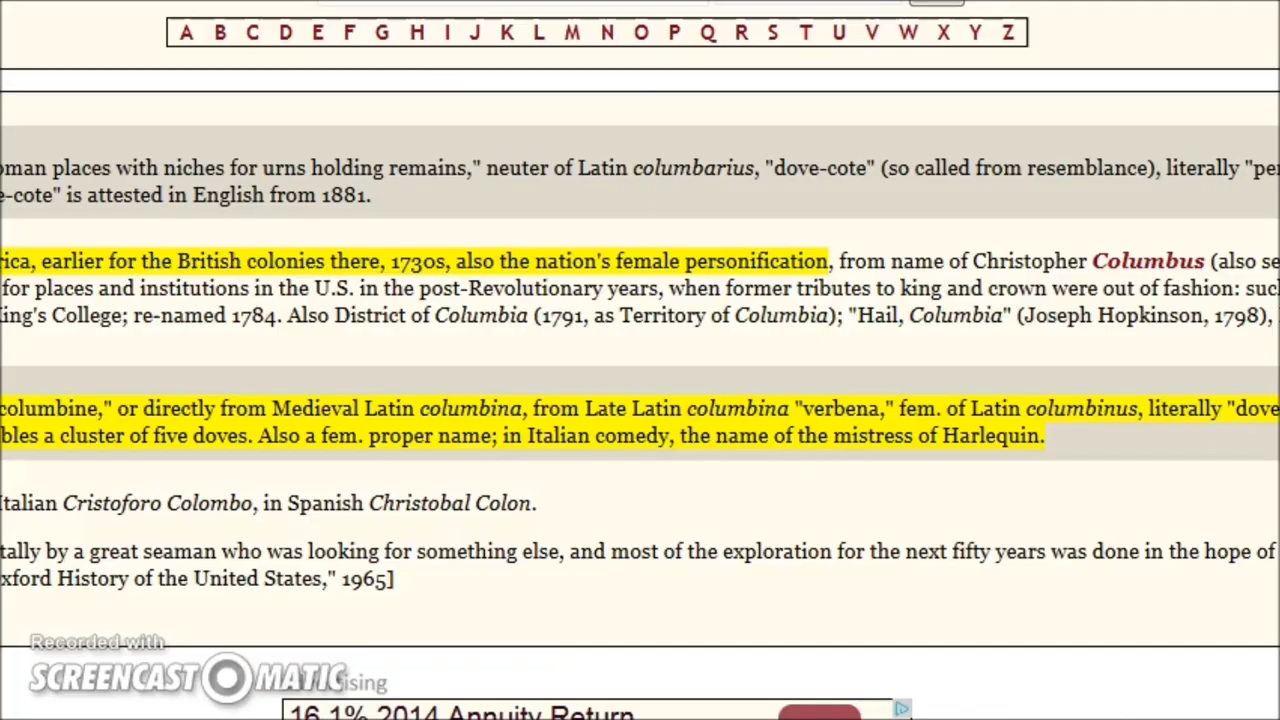 A B C D E F G H I J K L M N O P Q R S T U V W X Y Z
oman places with niches for urns holding remains," neuter of Latin columbarius, "dove-cote" (so called from resemblance), literally "per
e-cote" is attested in English from 1881.
rica, earlier for the British colonies there, 1730s, also the nation's female personification, from name of Christopher Columbus (also se
for places and institutions in the U.S. in the post-Revolutionary years, when former tributes to king and crown were out of fashion: suc
ing's College; re-named 1784. Also District of Columbia (1791, as Territory of Columbia); "Hail, Columbia" (Joseph Hopkinson, 1798),
columbine," or directly from Medieval Latin columbina, from Late Latin columbina "verbena," fem. of Latin columbinus, literally "dove
bles a cluster of five doves. Also a fem. proper name; in Italian comedy, the name of the mistress of Harlequin.
Italian Cristoforo Colombo, in Spanish Christobal Colon.
tally by a great seaman who was looking for something else, and most of the exploration for the next fifty years was done in the hope of
xford History of the United States," 1965]
Recorded with
SCREENCAST O MATIC
ising
16.1% 2014 Annuity Return